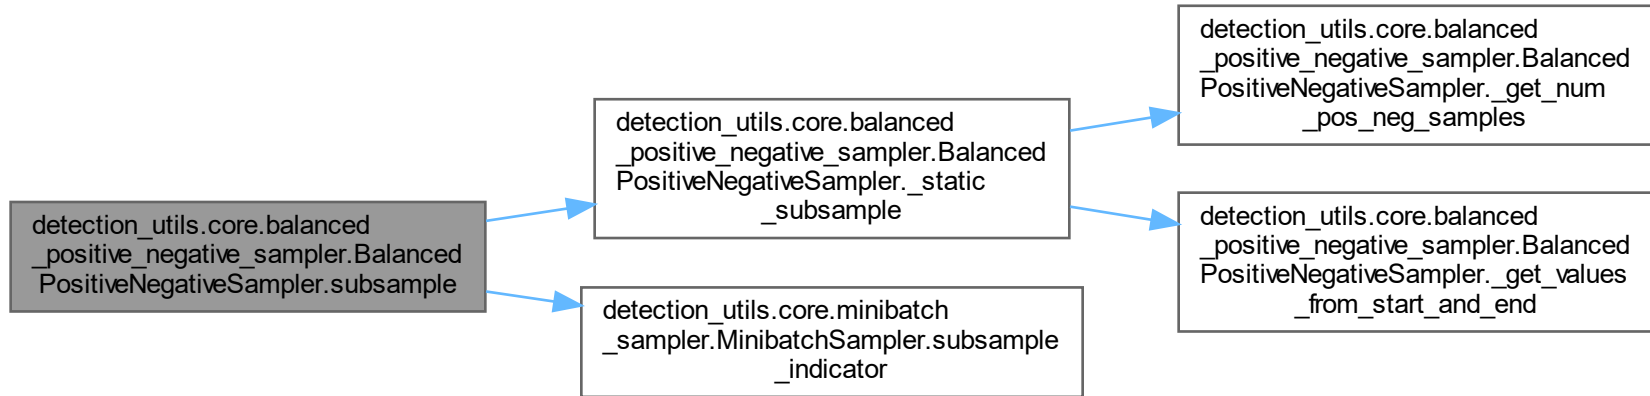 detection_utils.core.balanced
_positive_negative_sampler.Balanced
PositiveNegativeSampler.subsample
detection_utils.core.balanced
_positive_negative_sampler.Balanced
PositiveNegativeSampler._static
_subsample
detection_utils.core.minibatch
_sampler.MinibatchSampler.subsample
_indicator
detection_utils.core.balanced
_positive_negative_sampler.Balanced
PositiveNegativeSampler._get_num
_pos_neg_samples
detection_utils.core.balanced
_positive_negative_sampler.Balanced
PositiveNegativeSampler._get_values
_from_start_and_end